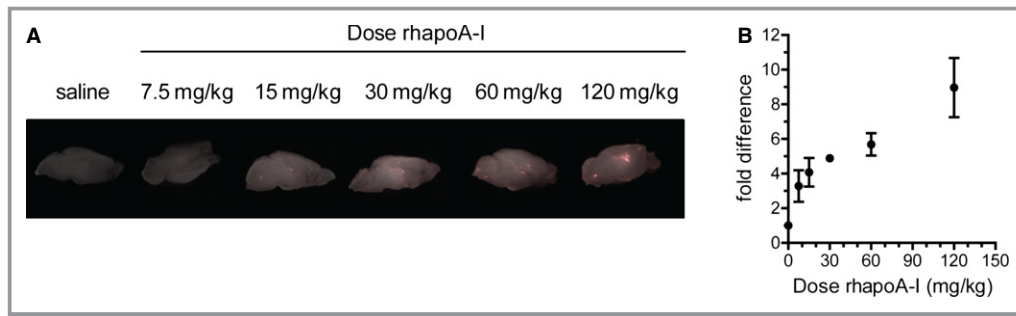 A
Dose rhapoA-I
saline
7.5 mg/kg
15 mg/kg
30 mg/kg
60 mg/kg
120 mg/kg
B
fold difference
12
10
8
6
4
2
0
0 30 60 90 120 150
Dose rhapoA-I (mg/kg)